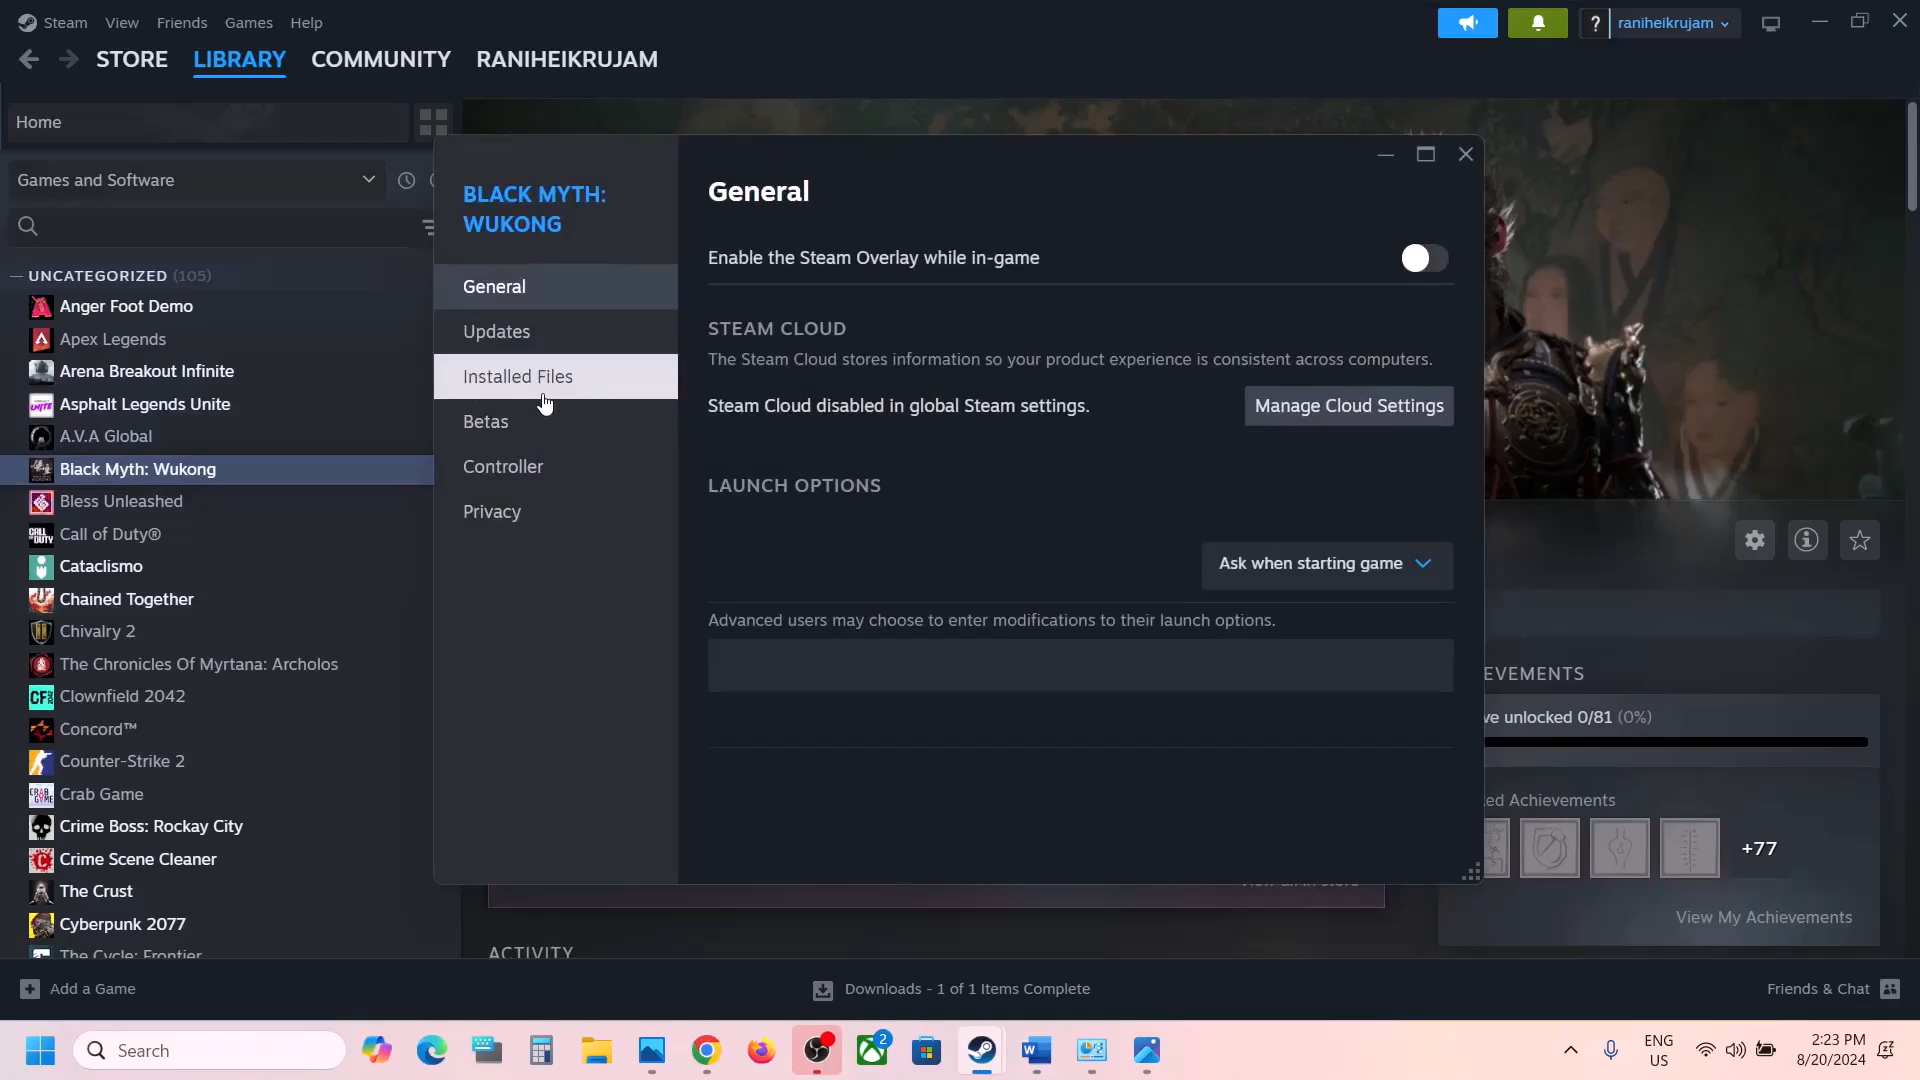 Steam View Friends Games Help
? raniheikrujam
STORE LIBRARY COMMUNITY RANIHEIKRUJAM
Home
Games and Software
— UNCATEGORIZED (105)
Anger Foot Demo
Apex Legends
Arena Breakout Infinite
Asphalt Legends Unite
A.V.A Global
Black Myth: Wukong
Bless Unleashed
Call of Duty®
Cataclismo
Chained Together
Chivalry 2
The Chronicles Of Myrtana: Archolos
Clownfield 2042
Concord™
Counter-Strike 2
Crab Game
Crime Boss: Rockay City
Crime Scene Cleaner
The Crust
Cyberpunk 2077
The Cycle: Frontier
BLACK MYTH:
WUKONG
General
Updates
Installed Files
Betas
Controller
Privacy
General
Enable the Steam Overlay while in-game
STEAM CLOUD
The Steam Cloud stores information so your product experience is consistent across computers.
Steam Cloud disabled in global Steam settings. Manage Cloud Settings
LAUNCH OPTIONS
Ask when starting game
Advanced users may choose to enter modifications to their launch options.
EVEMENTS
ve unlocked 0/81 (0%)
ed Achievements
+77
View My Achievements
ACTIVITY
Add a Game
Downloads - 1 of 1 Items Complete
Friends & Chat
Search
2
ENG
US
2:23 PM
8/20/2024